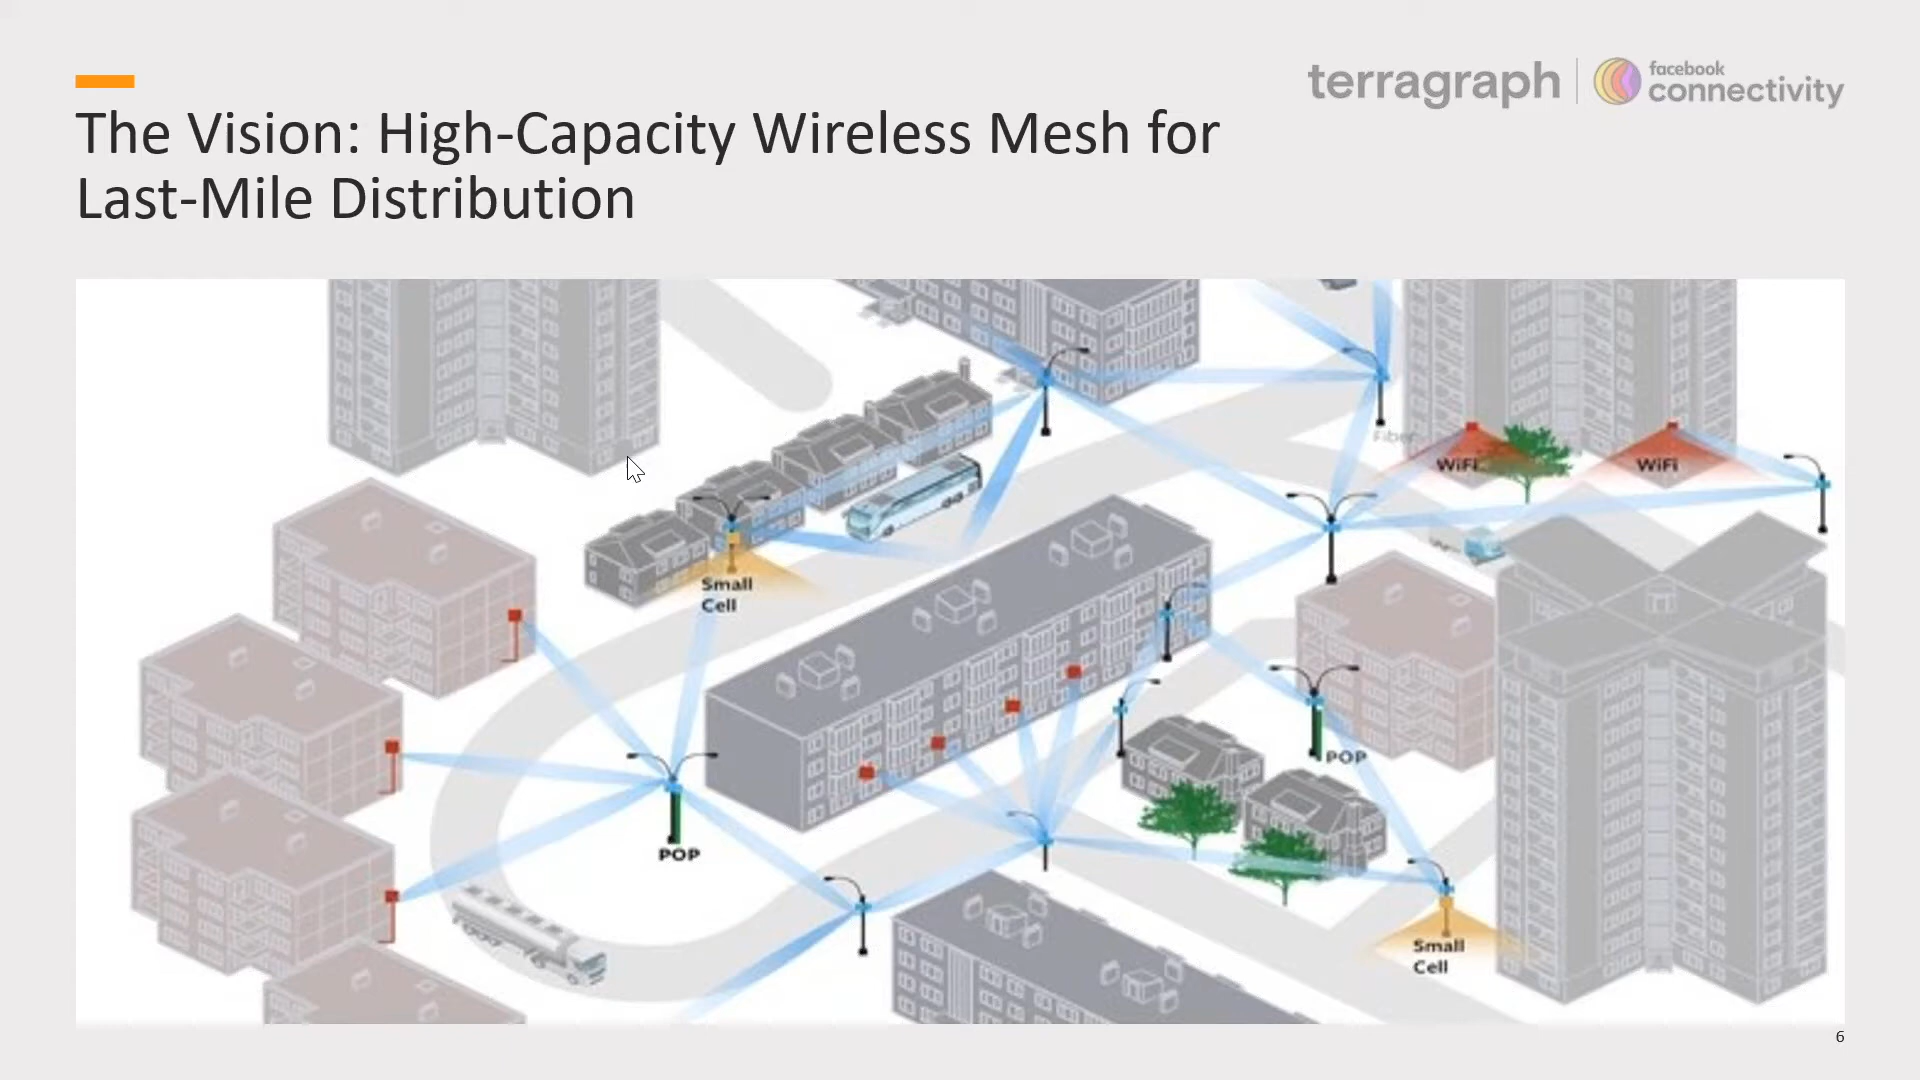 terragraph
facebook
connectivity
The Vision: High-Capacity Wireless Mesh for
Last-Mile Distribution
Fiber
WiFi
WiFi
Small
Cell
POP
POP
Small
Cell
6